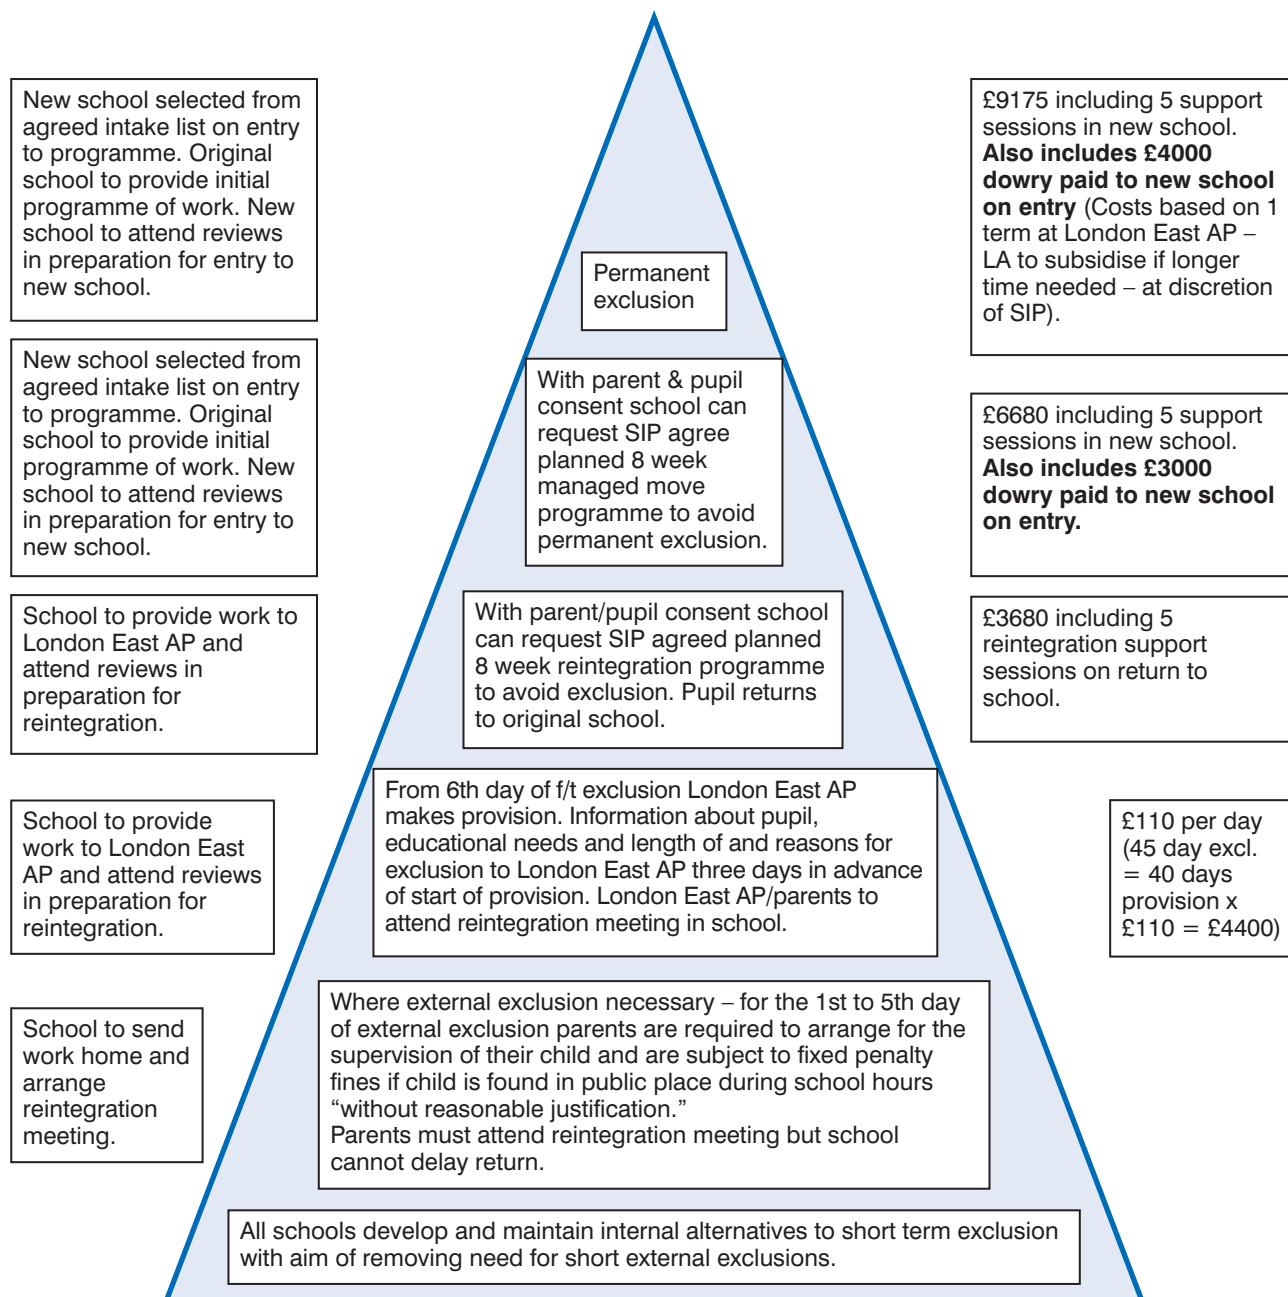 New school selected from
agreed intake list on entry
to programme. Original
school to provide initial
programme of work. New
school to attend reviews
in preparation for entry to
new school.
Permanent
exclusion
£9175 including 5 support
sessions in new school.
Also includes £4000
dowry paid to new school
on entry (Costs based on 1
term at London East AP –
LA to subsidise if longer
time needed – at discretion
of SIP).
New school selected from
agreed intake list on entry
to programme. Original
school to provide initial
programme of work. New
school to attend reviews
in preparation for entry to
new school.
With parent & pupil
consent school can
request SIP agree
planned 8 week
managed move
programme to avoid
permanent exclusion.
£6680 including 5 support
sessions in new school.
Also includes £3000
dowry paid to new school
on entry.
School to provide work to
London East AP and
attend reviews in
preparation for
reintegration.
With parent/pupil consent school
can request SIP agreed planned
8 week reintegration programme
to avoid exclusion. Pupil returns
to original school.
£3680 including 5
reintegration support
sessions on return to
school.
School to provide
work to London East
AP and attend reviews
in preparation for
reintegration.
From 6th day of f/t exclusion London East AP
makes provision. Information about pupil,
educational needs and length of and reasons for
exclusion to London East AP three days in advance
of start of provision. London East AP/parents to
attend reintegration meeting in school.
£110 per day
(45 day excl.
= 40 days
provision x
£110 = £4400)
School to send
work home and
arrange
reintegration
meeting.
Where external exclusion necessary – for the 1st to 5th day
of external exclusion parents are required to arrange for the
supervision of their child and are subject to fixed penalty
fines if child is found in public place during school hours
“without reasonable justification.”
Parents must attend reintegration meeting but school
cannot delay return.
All schools develop and maintain internal alternatives to short term exclusion
with aim of removing need for short external exclusions.